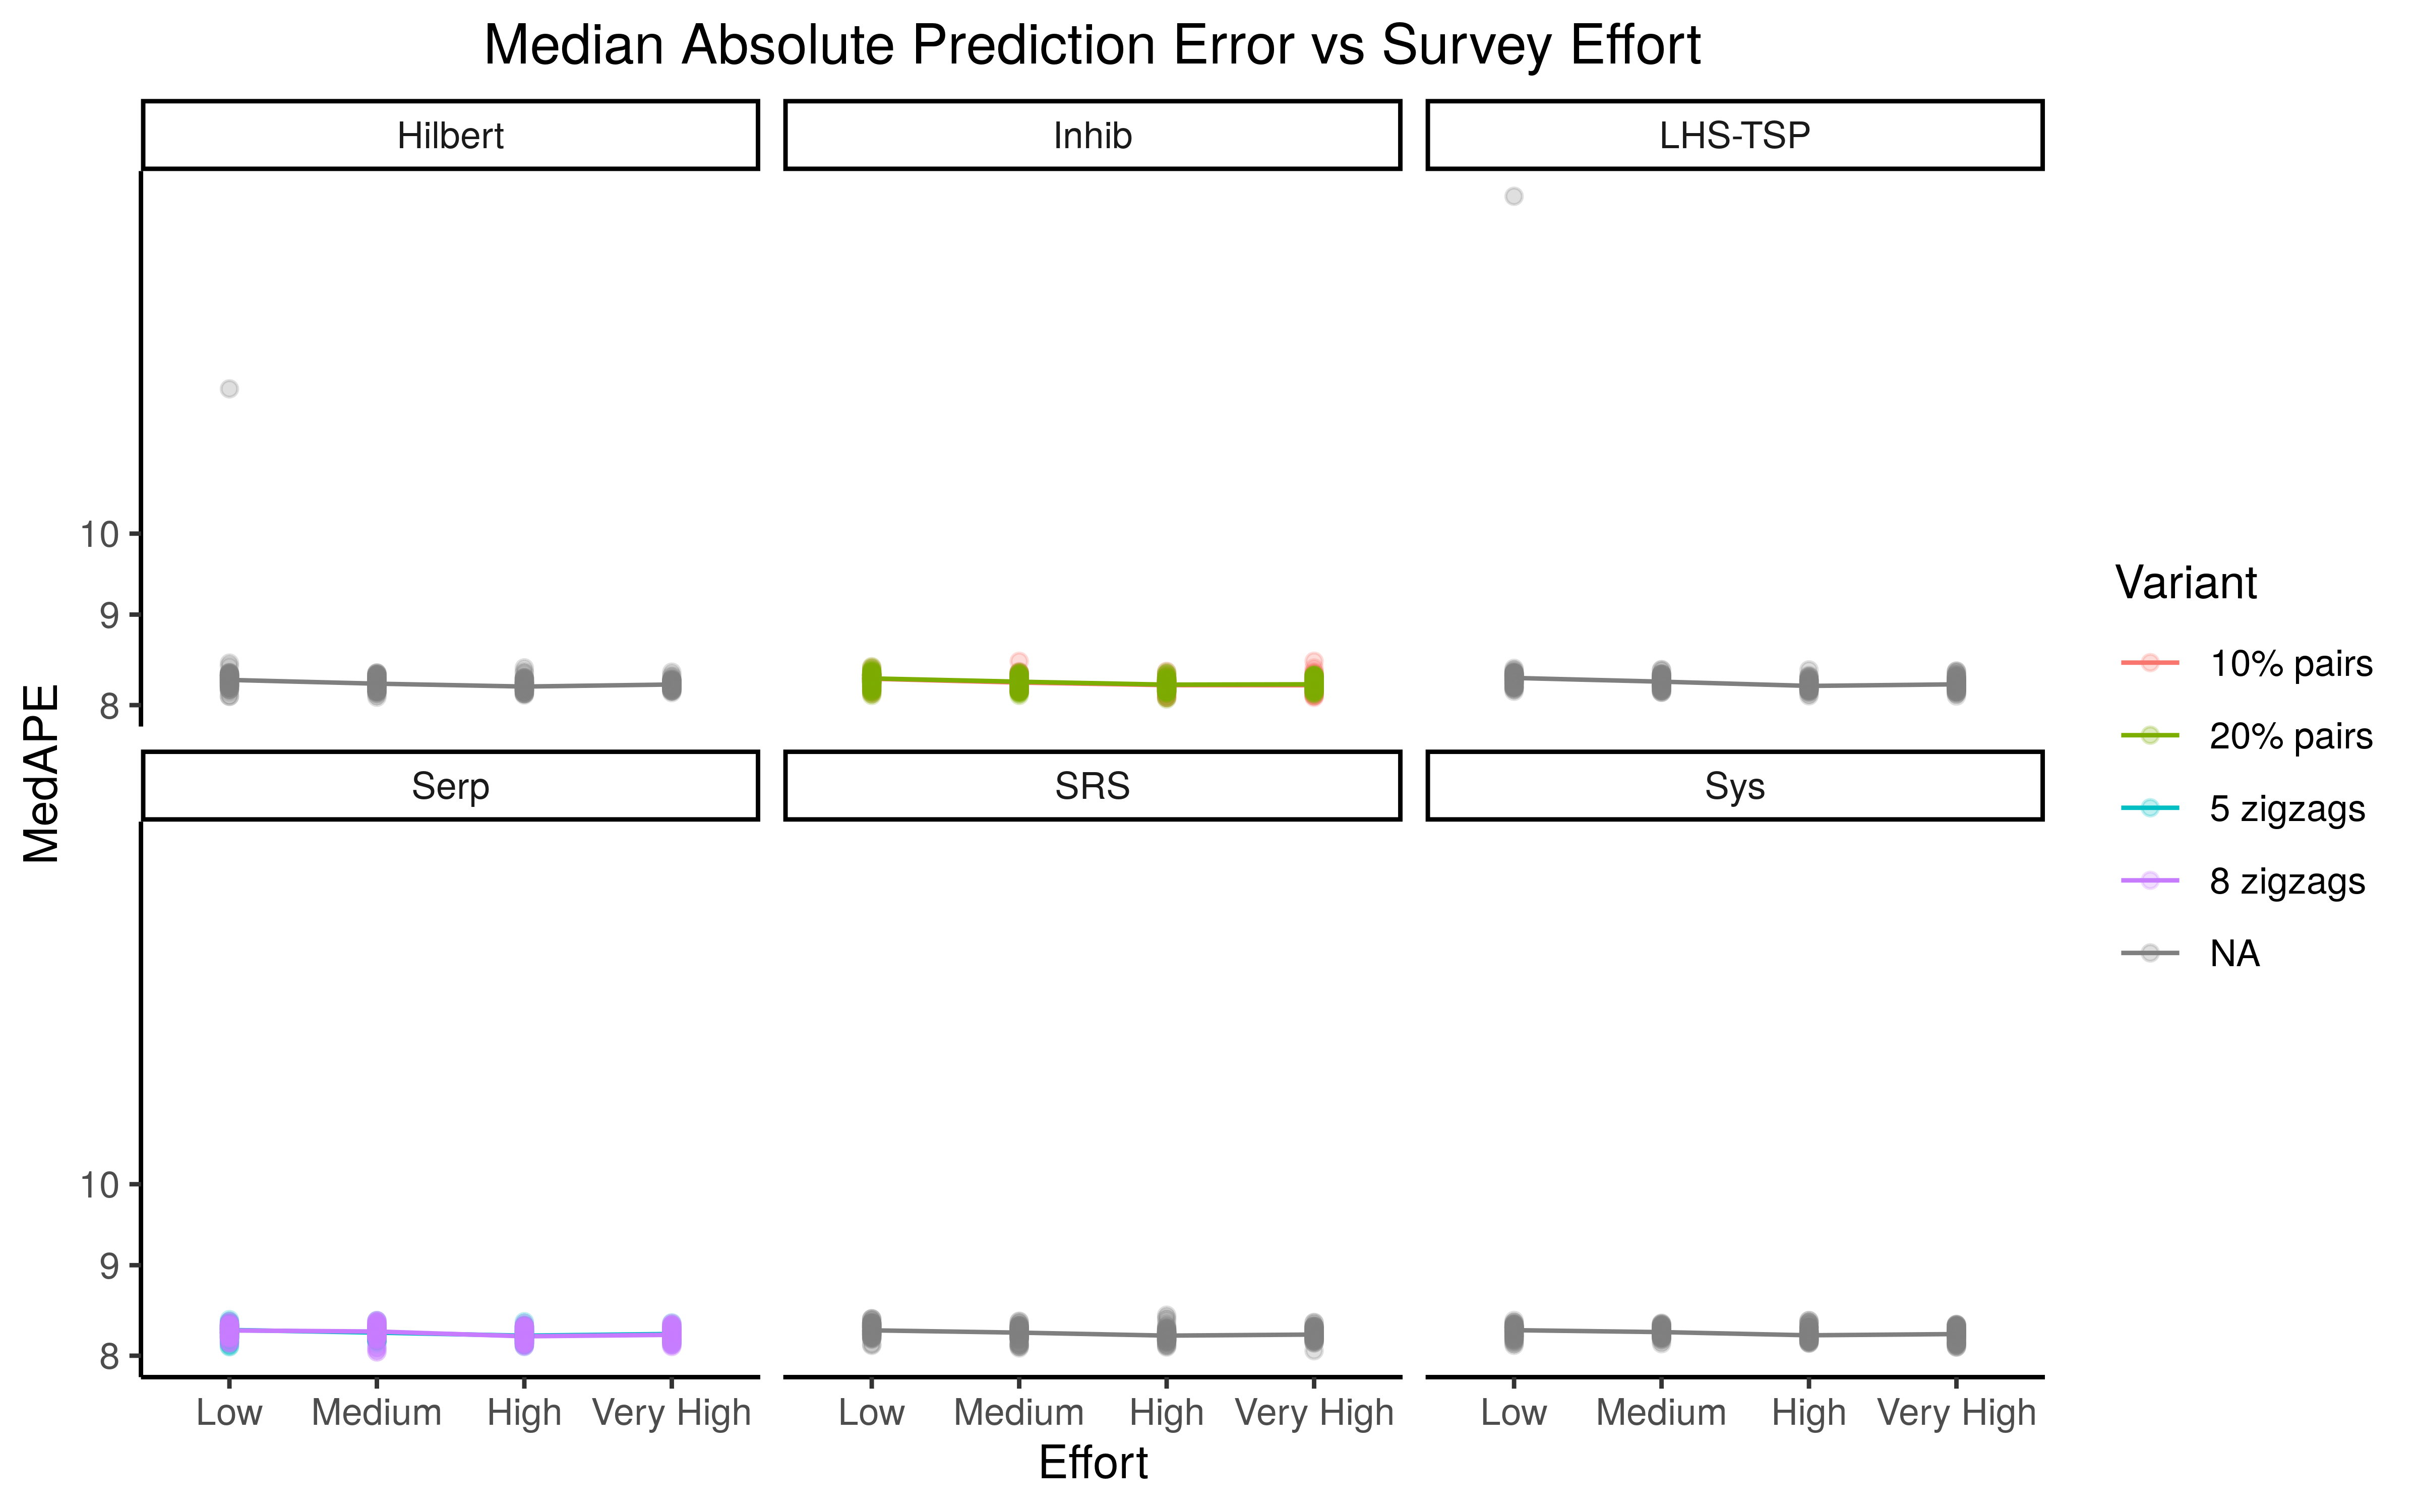 Median Absolute Prediction Error vs Survey Effort
Hilbert
Inhib
LHS-TSP
10
9
8
MedAPE
Serp
SRS
Sys
10
9
8
Low Medium High Very High
Low Medium High Very High
Low Medium High Very High
Effort
Variant
10% pairs
20% pairs
5 zigzags
8 zigzags
NA